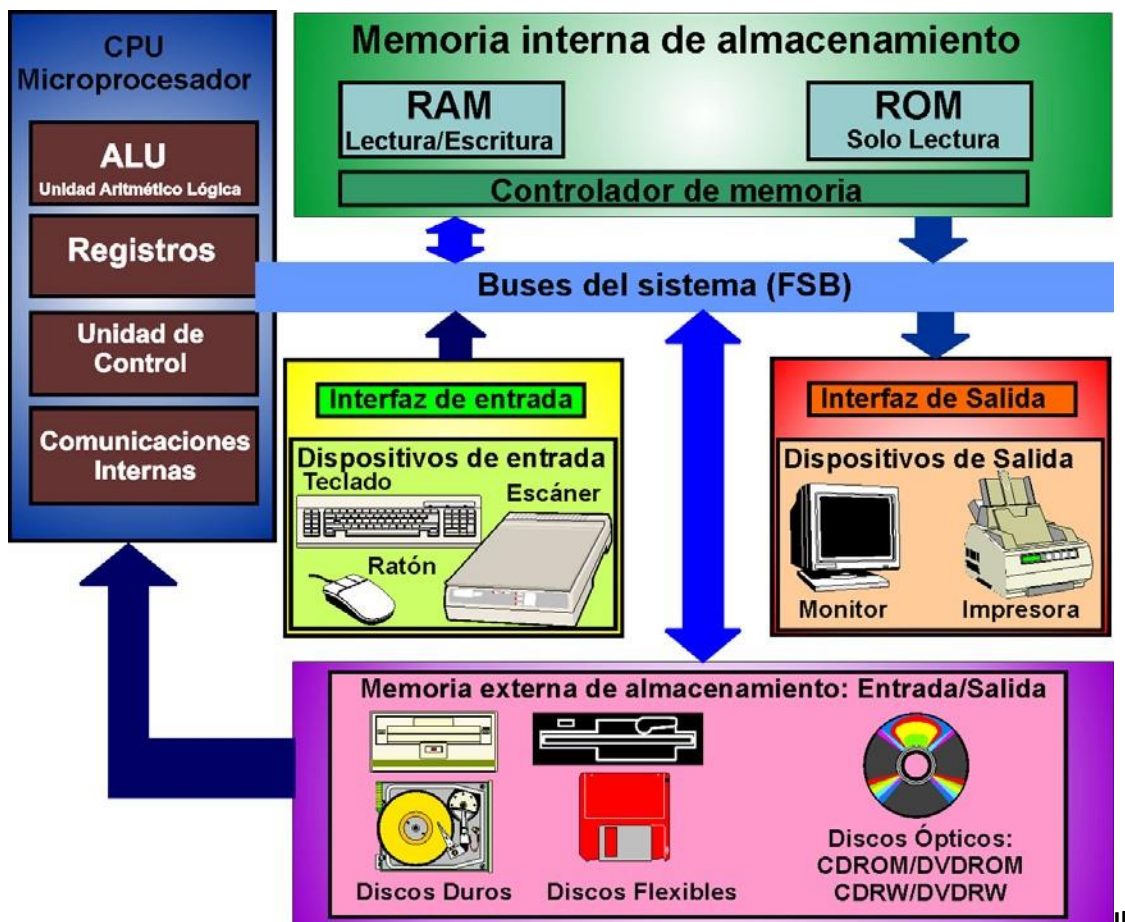 CPU
Microprocesador
ALU
Unidad Aritmético Lógica
Registros
Unidad de
Control
Comunicaciones
Internas
Memoria interna de almacenamiento
RAM
Lectura/Escritura
ROM
Solo Lectura
Controlador de memoria
Buses del sistema (FSB)
Interfaz de entrada
Dispositivos de entrada
Teclado
Escáner
Ratón
Interfaz de Salida
Dispositivos de Salida
Monitor
Impresora
Memoria externa de almacenamiento: Entrada/Salida
Discos Duros
Discos Flexibles
Discos Ópticos:
CDROM/DVDROM
CDRW/DVDRW